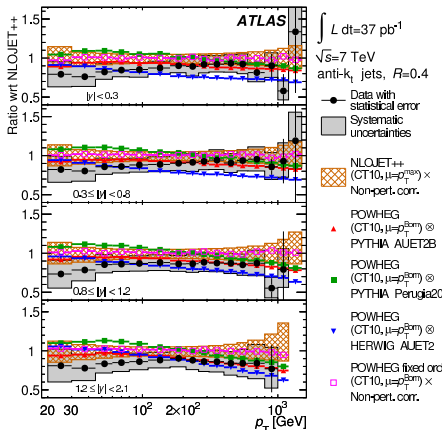 ATLAS
∫ L dt=37 pb⁻¹
√s=7 TeV
anti-kₜ jets, R=0.4
Data with
statistical error
Systematic
uncertainties
NLOJET++
(CT10, μ=p_T^max) ×
Non-pert. corr.
POWHEG
(CT10, μ=p_T^Born) ⊗
PYTHIA AUET2B
POWHEG
(CT10, μ=p_T^Born) ⊗
PYTHIA Perugia20
POWHEG
(CT10, μ=p_T^Born) ⊗
HERWIG AUET2
POWHEG fixed ord
(CT10, μ=p_T^Born) ×
Non-pert. corr.
Ratio wrt NLOJET++
1.5
1
0.5
|y| < 0.3
1.5
1
0.5
0.3 ≤ |y| < 0.8
1.5
1
0.5
0.8 ≤ |y| < 1.2
1.5
1
0.5
1.2 ≤ |y| < 2.1
20 30 10² 2×10² 10³
p_T [GeV]